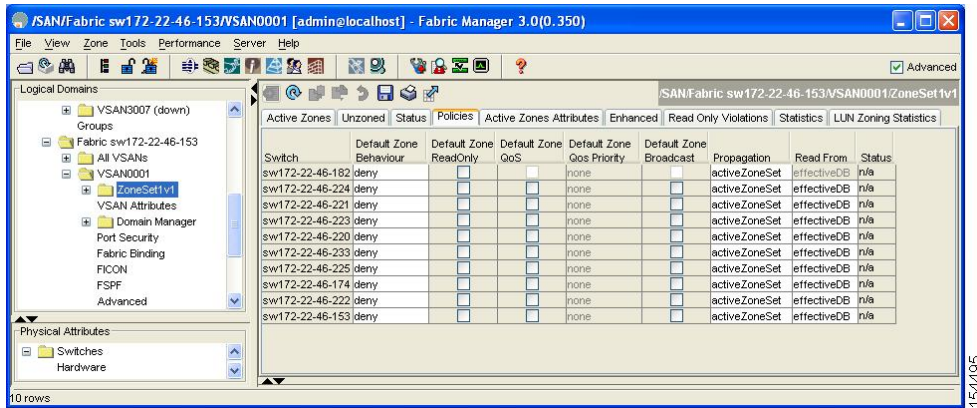 /SAN/Fabric sw172-22-46-153/VSAN0001 [admin@localhost] - Fabric Manager 3.0(0.350)
File View Zone Tools Performance Server Help
Advanced
Logical Domains
VSAN3007 (down)
Groups
Fabric sw172-22-46-153
All VSANs
VSAN0001
ZoneSet1v1
VSAN Attributes
Domain Manager
Port Security
Fabric Binding
FICON
FSPF
Advanced
Physical Attributes
Switches
Hardware
/SAN/Fabric sw172-22-46-153/VSAN0001/ZoneSet1v1
Active Zones Unzoned Status Policies Active Zones Attributes Enhanced Read Only Violations Statistics LUN Zoning Statistics
Default Zone Default Zone Default Zone Default Zone Default Zone
Switch Behaviour ReadOnly QoS Qos Priority Broadcast Propagation Read From Status
sw172-22-46-182 deny none activeZoneSet effectiveDB n/a
sw172-22-46-224 deny none activeZoneSet effectiveDB n/a
sw172-22-46-221 deny none activeZoneSet effectiveDB n/a
sw172-22-46-223 deny none activeZoneSet effectiveDB n/a
sw172-22-46-220 deny none activeZoneSet effectiveDB n/a
sw172-22-46-233 deny none activeZoneSet effectiveDB n/a
sw172-22-46-225 deny none activeZoneSet effectiveDB n/a
sw172-22-46-174 deny none activeZoneSet effectiveDB n/a
sw172-22-46-222 deny none activeZoneSet effectiveDB n/a
sw172-22-46-153 deny none activeZoneSet effectiveDB n/a
10 rows
154495